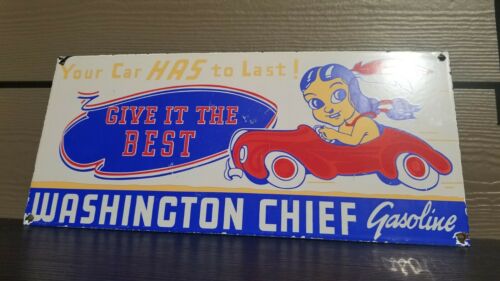 Your Car HAS to Last!
GIVE IT THE
BEST
WASHINGTON CHIEF Gasoline